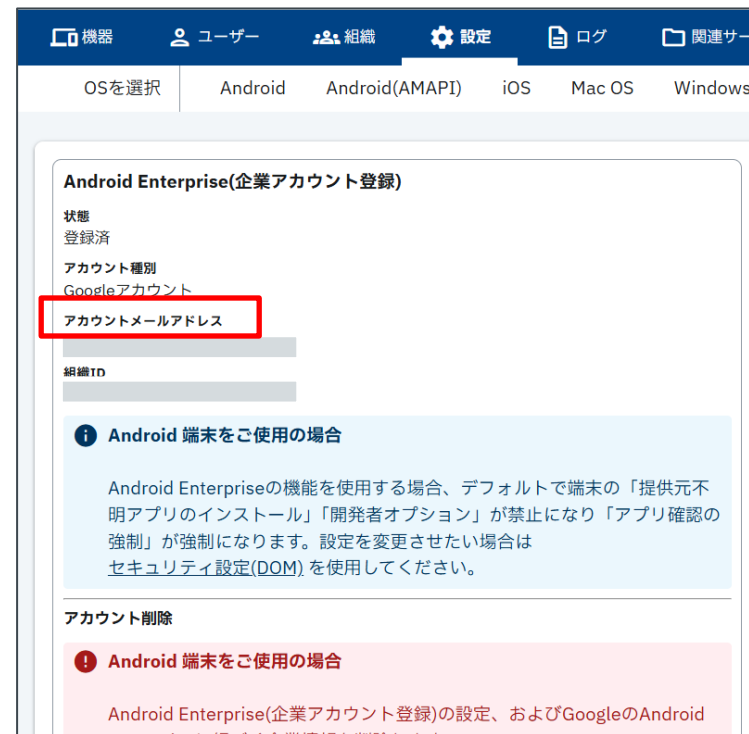 機器 ユーザー 組織 設定 ログ 関連サー
OSを選択 Android Android(AMAPI) iOS Mac OS Windows
Android Enterprise(企業アカウント登録)
状態
登録済
アカウント種別
Googleアカウント
アカウントメールアドレス
組織ID
Android 端末をご使用の場合
Android Enterpriseの機能を使用する場合、デフォルトで端末の「提供元不
明アプリのインストール」「開発者オプション」が禁止になり「アプリ確認の
強制」が強制になります。設定を変更させたい場合は
セキュリティ設定(DOM) を使用してください。
アカウント削除
Android 端末をご使用の場合
Android Enterprise(企業アカウント登録)の設定、およびGoogleのAndroid